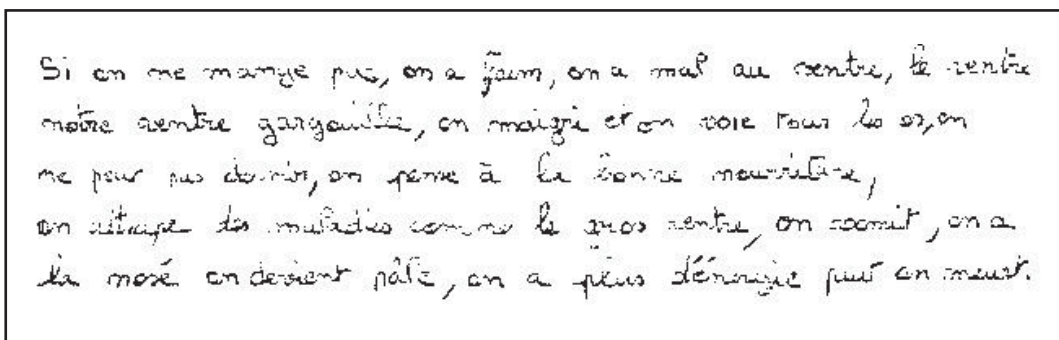 Si on ne mange pas, on a faim, on a mal au ventre, le ventre
notre ventre gargouille, on maigri et on voie tous les os, on
ne peut pas dormir, on pense à la bonne nourriture,
on attrape des maladies comme le gros ventre, on vomit, on a
la nosé on devient pâle, on a plus d'énergie puis on meurt.